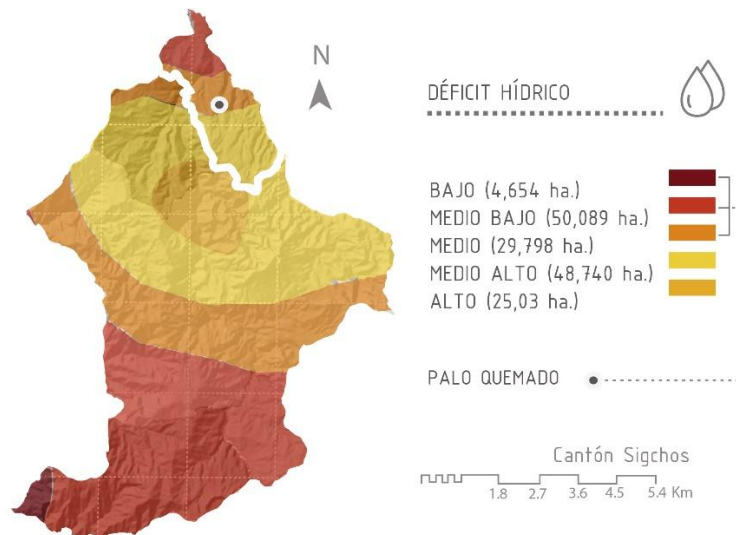 N
DÉFICIT HÍDRICO
BAJO (4,654 ha.)
MEDIO BAJO (50,089 ha.)
MEDIO (29,798 ha.)
MEDIO ALTO (48,740 ha.)
ALTO (25,03 ha.)
PALO QUEMADO
Cantón Sigchos
1.8 2.7 3.6 4.5 5.4 Km